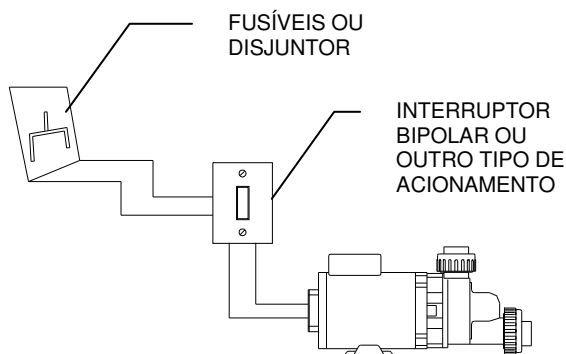 FUSÍVEIS OU
DISJUNTOR
INTERRUPTOR
BIPOLAR OU
OUTRO TIPO DE
ACIONAMENTO